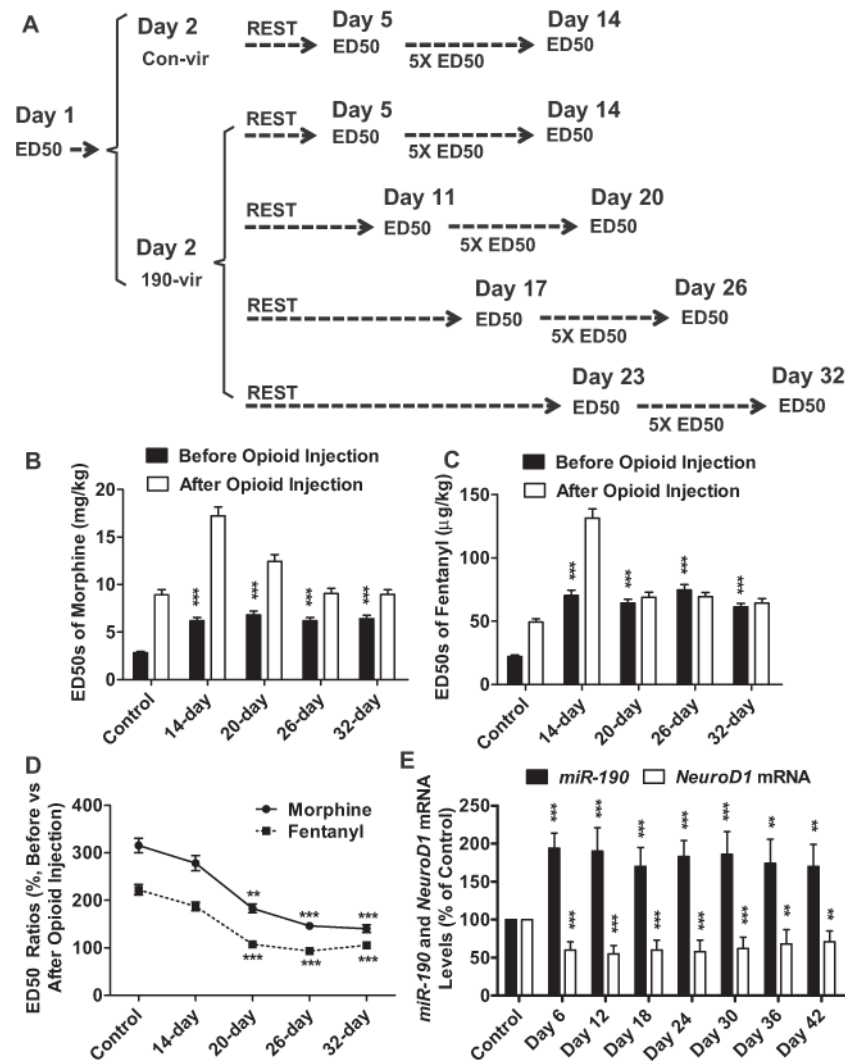 A
Day 2
Con-vir
REST
Day 5
ED50
5X ED50
Day 14
ED50
Day 1
ED50
REST
Day 5
ED50
5X ED50
Day 14
ED50
Day 2
190-vir
REST
Day 11
ED50
5X ED50
Day 20
ED50
REST
Day 17
ED50
5X ED50
Day 26
ED50
REST
Day 23
ED50
5X ED50
Day 32
ED50
B
Before Opioid Injection
After Opioid Injection
ED50s of Morphine (mg/kg)
20
15
10
5
0
***
***
***
***
Control
14-day
20-day
26-day
32-day
C
Before Opioid Injection
After Opioid Injection
ED50s of Fentanyl (μg/kg)
150
100
50
0
***
***
***
***
Control
14-day
20-day
26-day
32-day
D
Morphine
Fentanyl
ED50 Ratios (%, Before vs
After Opioid Injection)
400
300
200
100
0
**
***
***
***
***
***
Control
14-day
20-day
26-day
32-day
E
miR-190
NeuroD1 mRNA
miR-190 and NeuroD1 mRNA
Levels (% of Control)
250
200
150
100
50
0
***
***
***
***
***
**
**
***
***
***
***
***
**
**
Control
Day 6
Day 12
Day 18
Day 24
Day 30
Day 36
Day 42